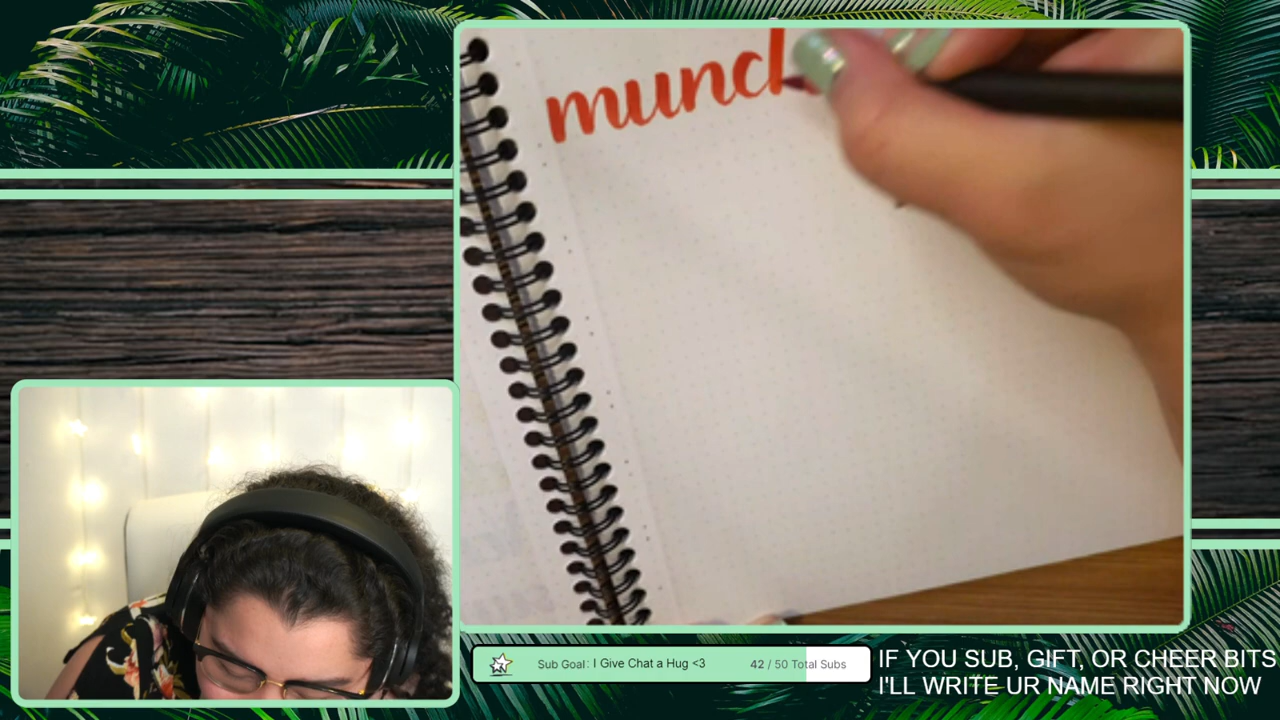 munch
Sub Goal: I Give Chat a Hug <3 42 / 50 Total Subs
IF YOU SUB, GIFT, OR CHEER BITS
I'LL WRITE UR NAME RIGHT NOW